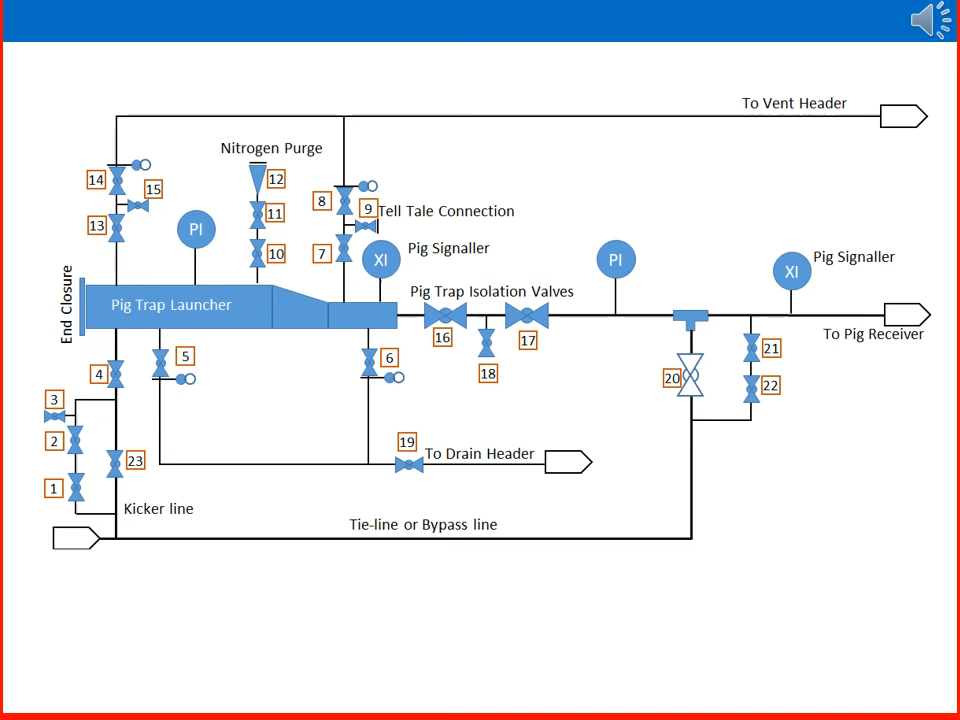 To Vent Header
Nitrogen Purge
14
15
12
8
9
Tell Tale Connection
13
11
PI
7
10
XI
Pig Signaller
PI
XI
Pig Signaller
End Closure
Pig Trap Launcher
Pig Trap Isolation Valves
16
17
To Pig Receiver
18
4
5
6
20
21
22
3
2
23
19
To Drain Header
1
Kicker line
Tie-line or Bypass line